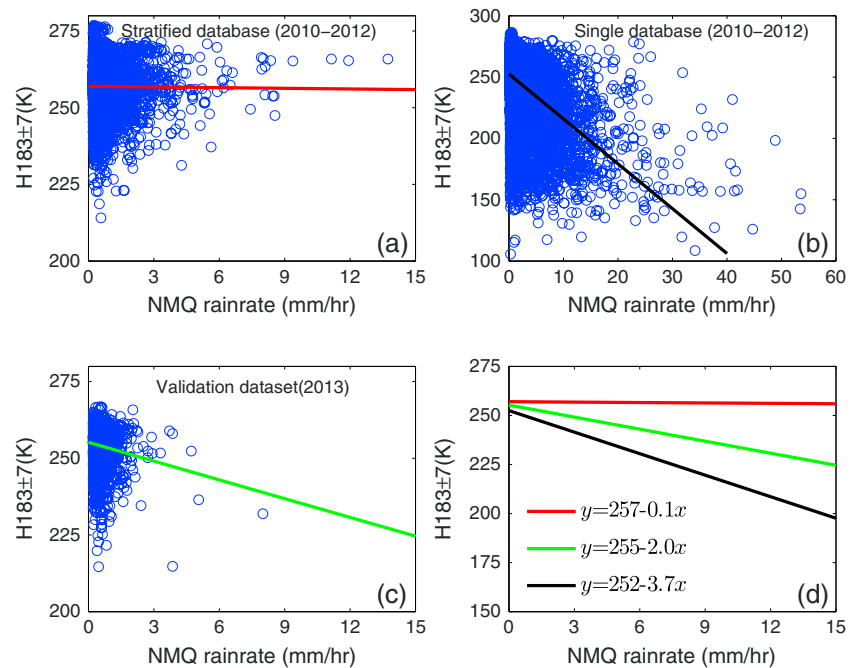 Stratified database (2010−2012)
275
250
225
200
H183±7(K)
0 3 6 9 12 15
NMQ rainrate (mm/hr)
(a)
Single database (2010−2012)
300
250
200
150
100
H183±7(K)
0 10 20 30 40 50 60
NMQ rainrate (mm/hr)
(b)
Validation dataset(2013)
275
250
225
200
H183±7(K)
0 3 6 9 12 15
NMQ rainrate (mm/hr)
(c)
275
250
225
200
175
150
H183±7(K)
y=257-0.1x
y=255-2.0x
y=252-3.7x
0 3 6 9 12 15
NMQ rainrate (mm/hr)
(d)